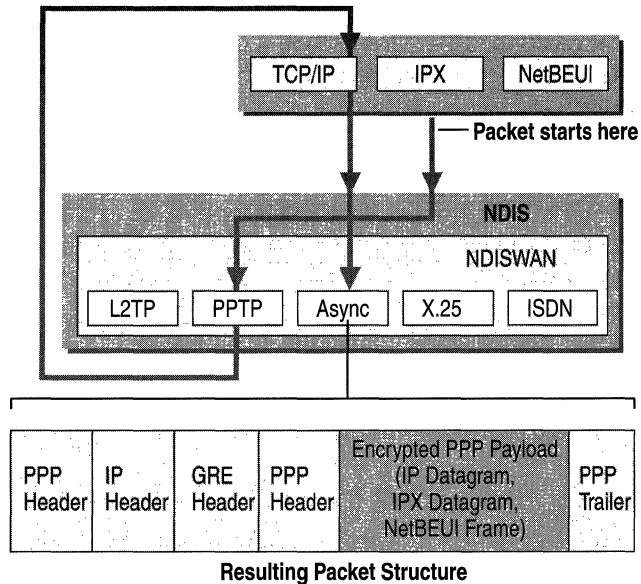 TCP/IP IPX NetBEUI
Packet starts here
NDIS
NDISWAN
L2TP PPTP Async X.25 ISDN
PPP Header
IP Header
GRE Header
PPP Header
Encrypted PPP Payload
(IP Datagram,
IPX Datagram,
NetBEUI Frame)
PPP Trailer
Resulting Packet Structure